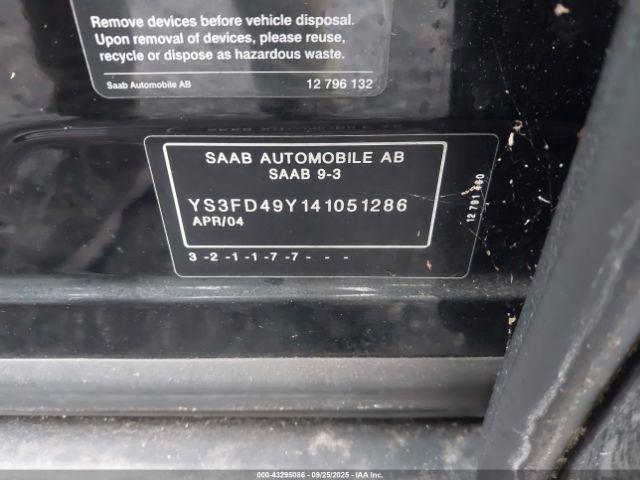 Remove devices before vehicle disposal.
Upon removal of devices, please reuse,
recycle or dispose as hazardous waste.
Saab Automobile AB 12 796 132
SAAB AUTOMOBILE AB
SAAB 9-3
YS3FD49Y141051286
APR/04
3 -2 -1 -1 -7 -7 - - -
12 791
000-43295086 - 09/25/2025 - IAA Inc.